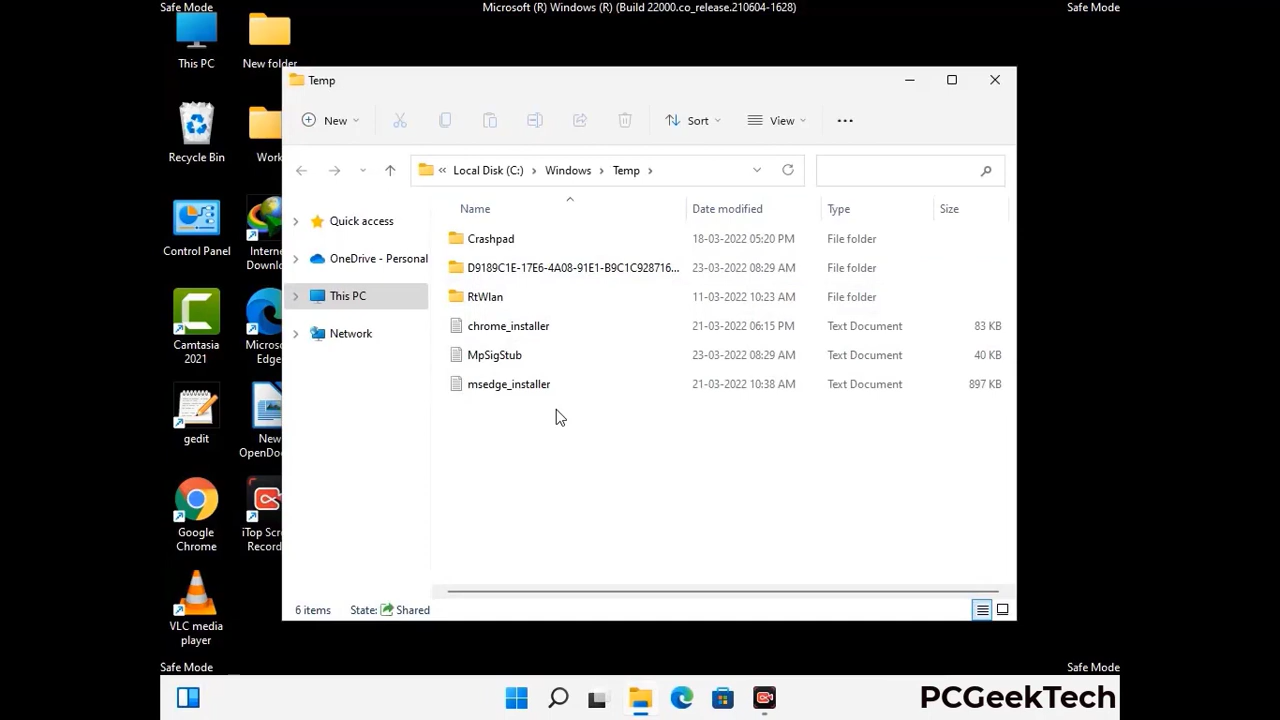 Safe Mode
Microsoft (R) Windows (R) (Build 22000.co_release.210604-1628)
Safe Mode
This PC
New folder
Recycle Bin
Work
Control Panel
Intern
Downlo
Camtasia
2021
Micros
Edge
gedit
New
OpenDo
Google
Chrome
iTop Scr
Record
VLC media
player
Temp
New
Sort
View
Local Disk (C:)
Windows
Temp
Quick access
OneDrive - Personal
This PC
Network
Name
Date modified
Type
Size
Crashpad
18-03-2022 05:20 PM
File folder
D9189C1E-17E6-4A08-91E1-B9C1C928716...
23-03-2022 08:29 AM
File folder
RtWlan
11-03-2022 10:23 AM
File folder
chrome_installer
21-03-2022 06:15 PM
Text Document
83 KB
MpSigStub
23-03-2022 08:29 AM
Text Document
40 KB
msedge_installer
21-03-2022 10:38 AM
Text Document
897 KB
6 items
State:
Shared
Safe Mode
Safe Mode
PCGeekTech